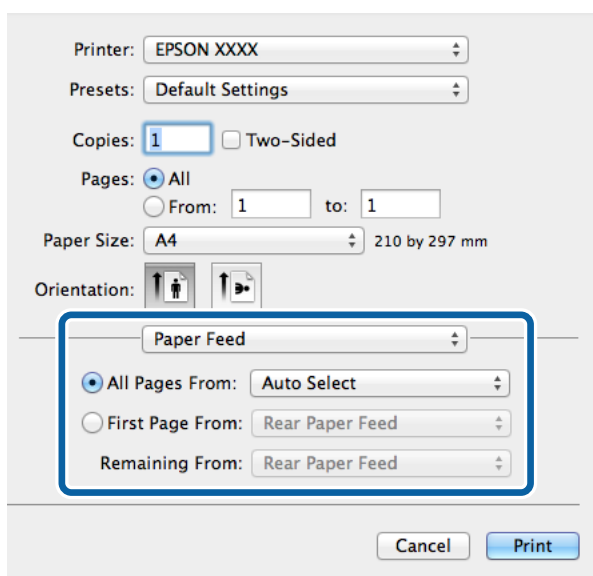 Printer: EPSON XXXX
Presets: Default Settings
Copies: 1 Two-Sided
Pages: All
From: 1 to: 1
Paper Size: A4 210 by 297 mm
Orientation:
Paper Feed
All Pages From: Auto Select
First Page From: Rear Paper Feed
Remaining From: Rear Paper Feed
Cancel Print